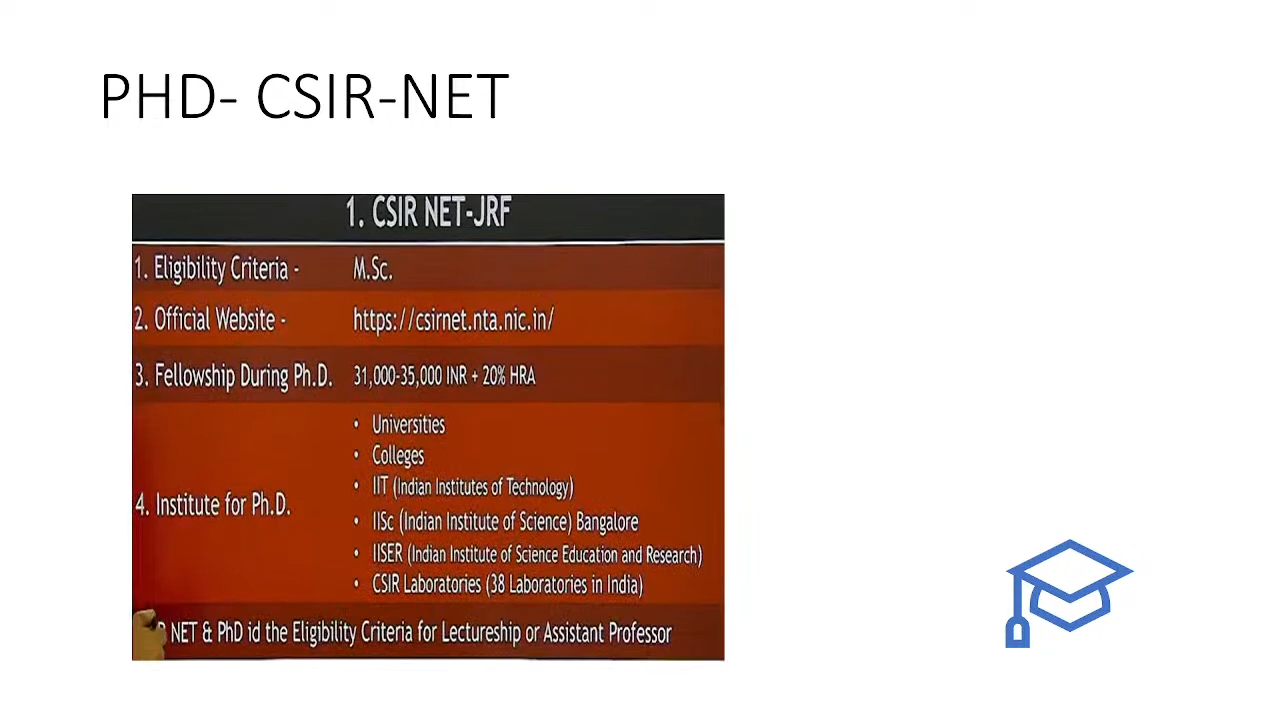 PHD- CSIR-NET
1. CSIR NET-JRF
1. Eligibility Criteria - M.Sc.
2. Official Website - https://csirnet.nta.nic.in/
3. Fellowship During Ph.D. 31,000-35,000 INR + 20% HRA
4. Institute for Ph.D.
• Universities
• Colleges
• IIT (Indian Institutes of Technology)
• IISc (Indian Institute of Science) Bangalore
• IISER (Indian Institute of Science Education and Research)
• CSIR Laboratories (38 Laboratories in India)
NET & PhD id the Eligibility Criteria for Lectureship or Assistant Professor